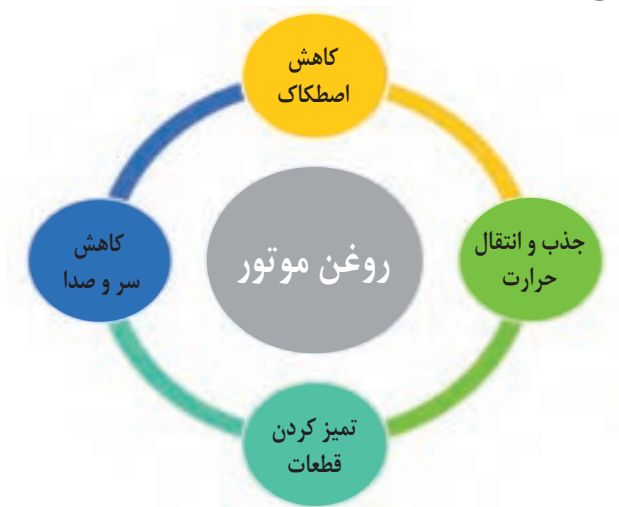 کاهش
اصطکاک
جذب و انتقال
حرارت
روغن موتور
کاهش
سر و صدا
تمیز کردن
قطعات